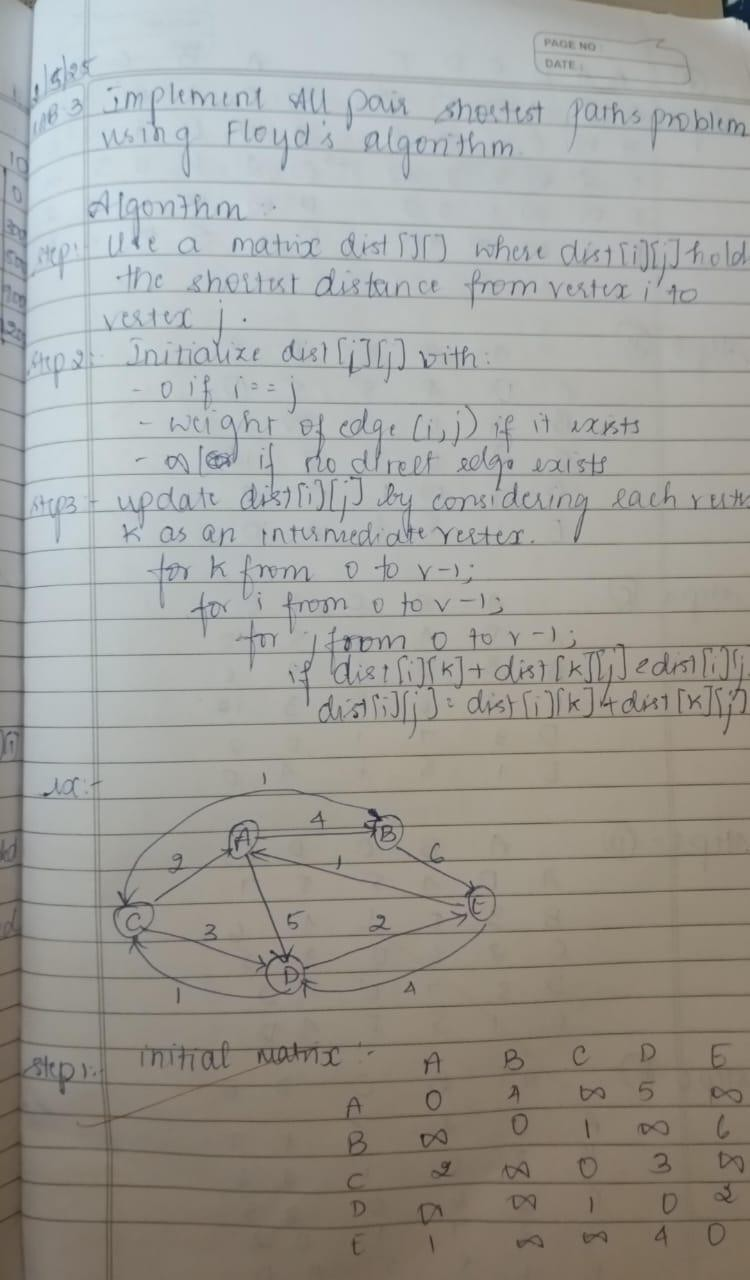 PAGE NO :
DATE :
1/5/25
LAB 3 Implement All pair shortest paths problem
using Floyd's algorithm.
Algorithm :-
Step1: Use a matrix dist[][] where dist[i][j] hold
the shortest distance from vertex i to
vertex j.
Step 2: Initialize dist[i][j] with:
- 0 if i==j
- weight of edge (i,j) if it exists
- ∞ if no direct edge exists
Step3 - update dist[i][j] by considering each
k as an intermediate vertex.
for k from 0 to v-1;
for i from 0 to v-1;
for j from 0 to v-1;
if dist[i][k] + dist[k][j] < dist[i][j
dist[i][j] = dist[i][k] + dist[k][j]
ex:-
1
A 4 B
2 1 6
C 3 5 2 E
D
1 4
Step 1:- initial matrix :-
A B C D E
A 0 4 ∞ 5 ∞
B ∞ 0 1 ∞ 6
C 2 ∞ 0 3 ∞
D ∞ ∞ 1 0 2
E 1 ∞ ∞ 4 0